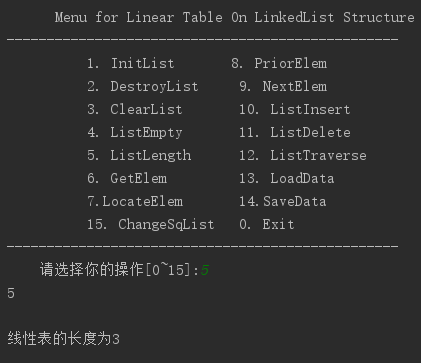 Menu for Linear Table On LinkedList Structure
-------------------------------------------------
1. InitList 8. PriorElem
2. DestroyList 9. NextElem
3. ClearList 10. ListInsert
4. ListEmpty 11. ListDelete
5. ListLength 12. ListTraverse
6. GetElem 13. LoadData
7.LocateElem 14.SaveData
15. ChangeSqList 0. Exit
-------------------------------------------------
请选择你的操作[0~15]:5
5
线性表的长度为3